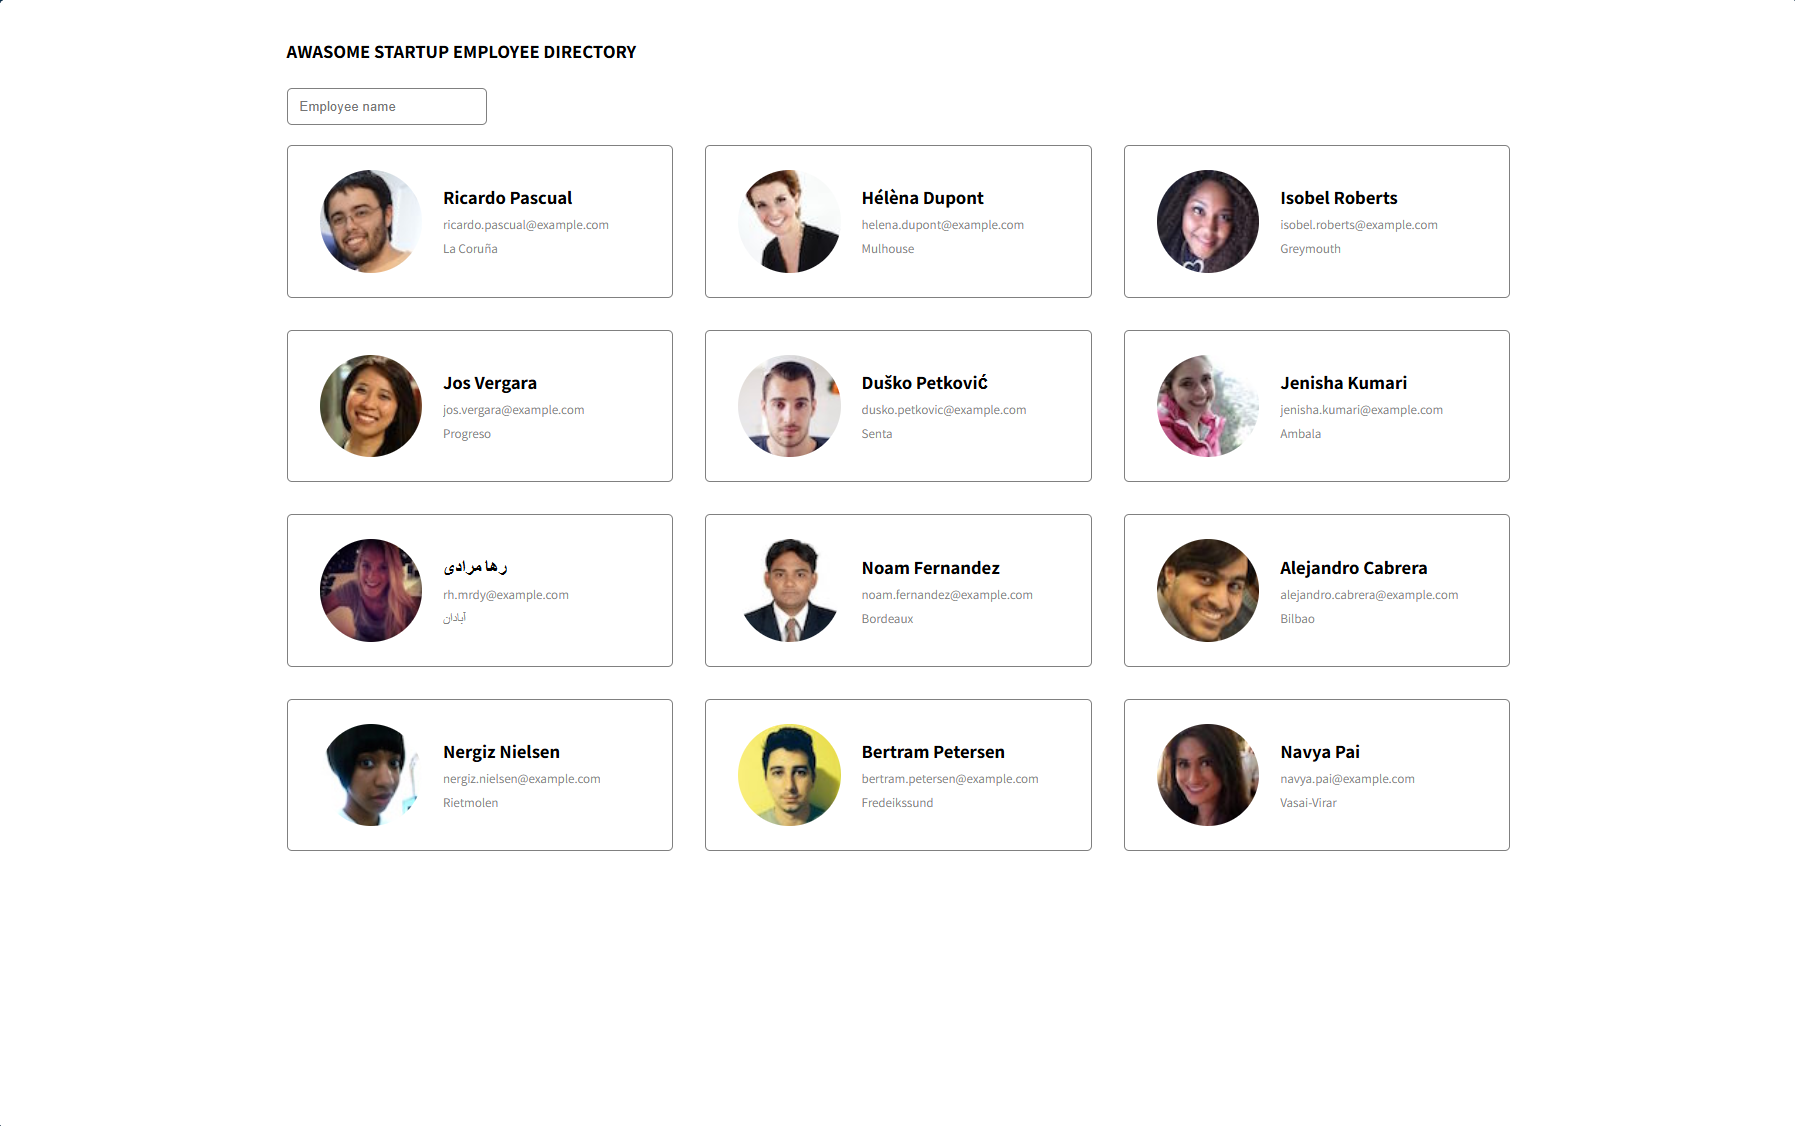 AWASOME STARTUP EMPLOYEE DIRECTORY
Employee name
Ricardo Pascual
ricardo.pascual@example.com
La Coruña
Hélèna Dupont
helena.dupont@example.com
Mulhouse
Isobel Roberts
isobel.roberts@example.com
Greymouth
Jos Vergara
jos.vergara@example.com
Progreso
Duško Petković
dusko.petkovic@example.com
Senta
Jenisha Kumari
jenisha.kumari@example.com
Ambala
رها مرادی
rh.mrdy@example.com
آبادان
Noam Fernandez
noam.fernandez@example.com
Bordeaux
Alejandro Cabrera
alejandro.cabrera@example.com
Bilbao
Nergiz Nielsen
nergiz.nielsen@example.com
Rietmolen
Bertram Petersen
bertram.petersen@example.com
Fredeikssund
Navya Pai
navya.pai@example.com
Vasai-Virar